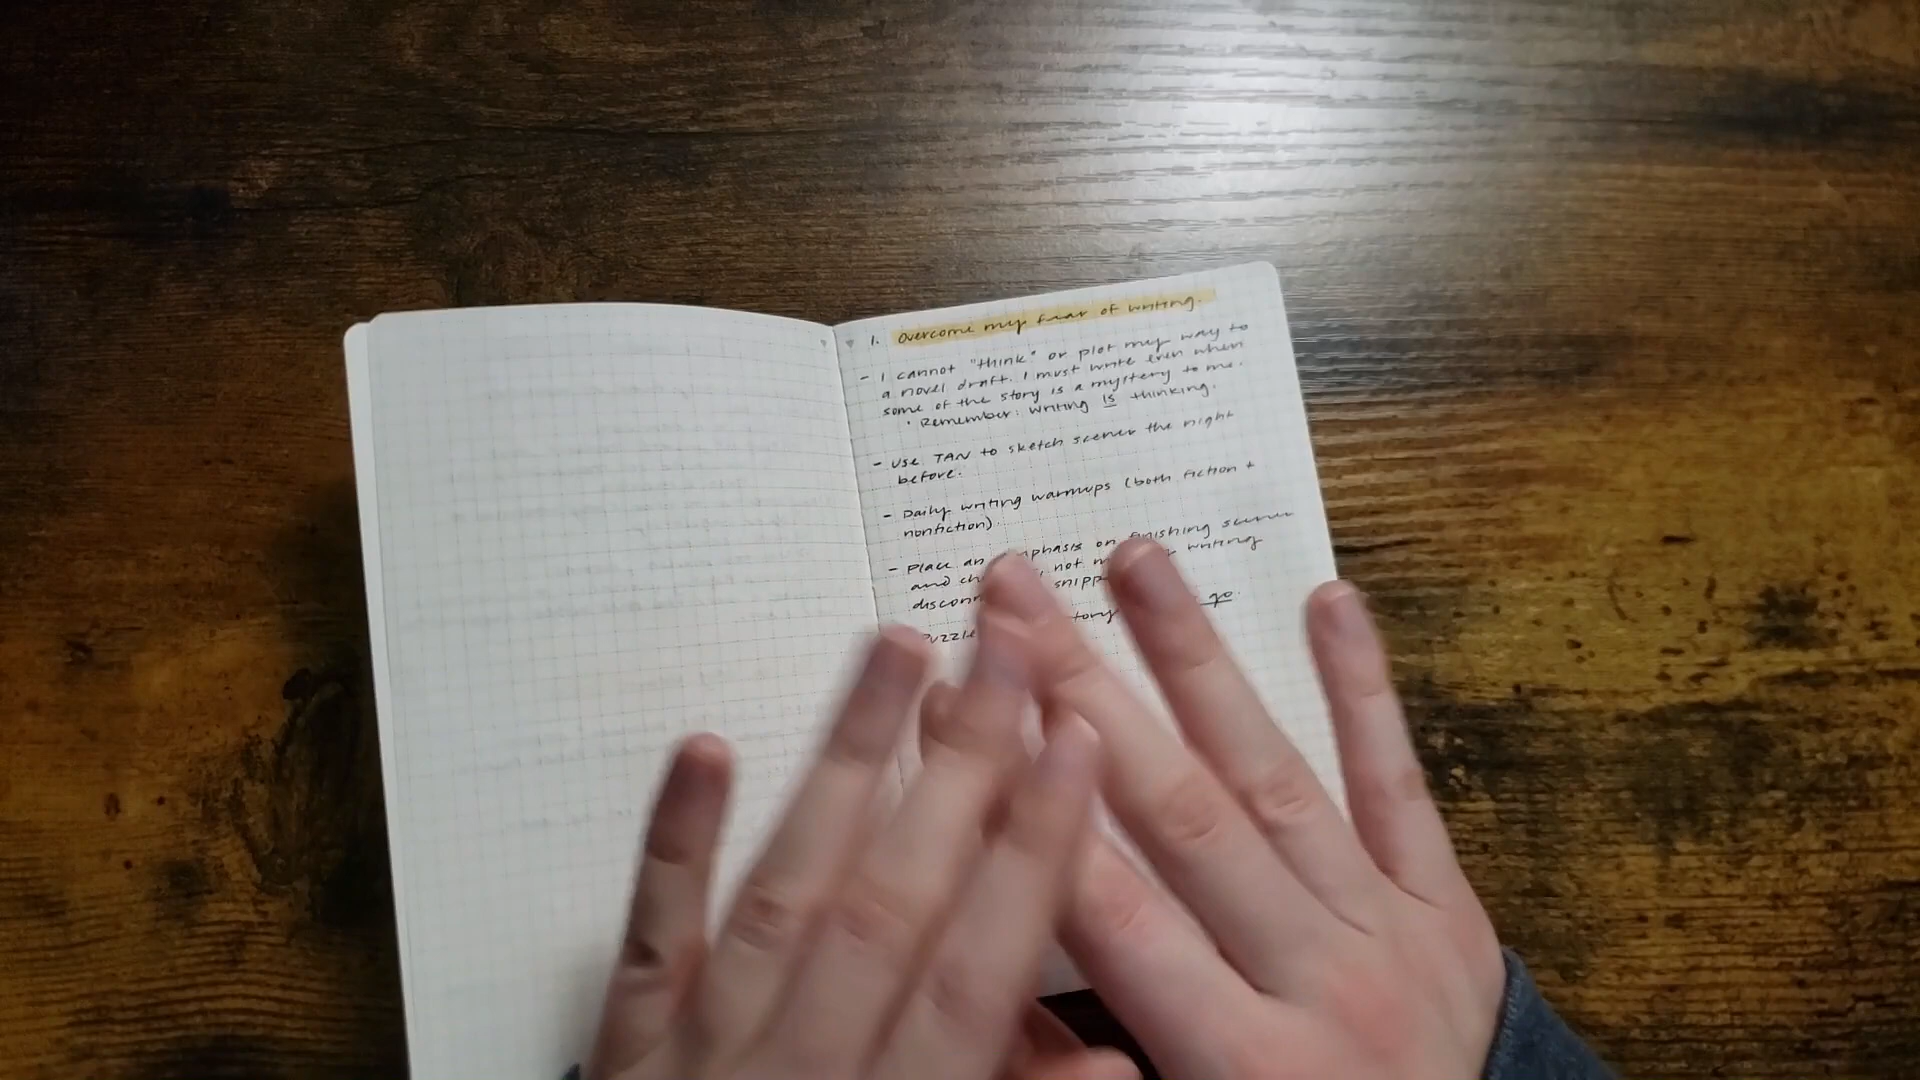 1. Overcome my fear of writing.
- I cannot "think" or plot my way to
a novel draft. I must write even when
some of the story is a mystery to me.
• Remember: writing is thinking.
- Use TAN to sketch scenes the night
before.
- Daily writing warmups (both fiction +
nonfiction).
- Place an emphasis on finishing scenes
and not writing
go.